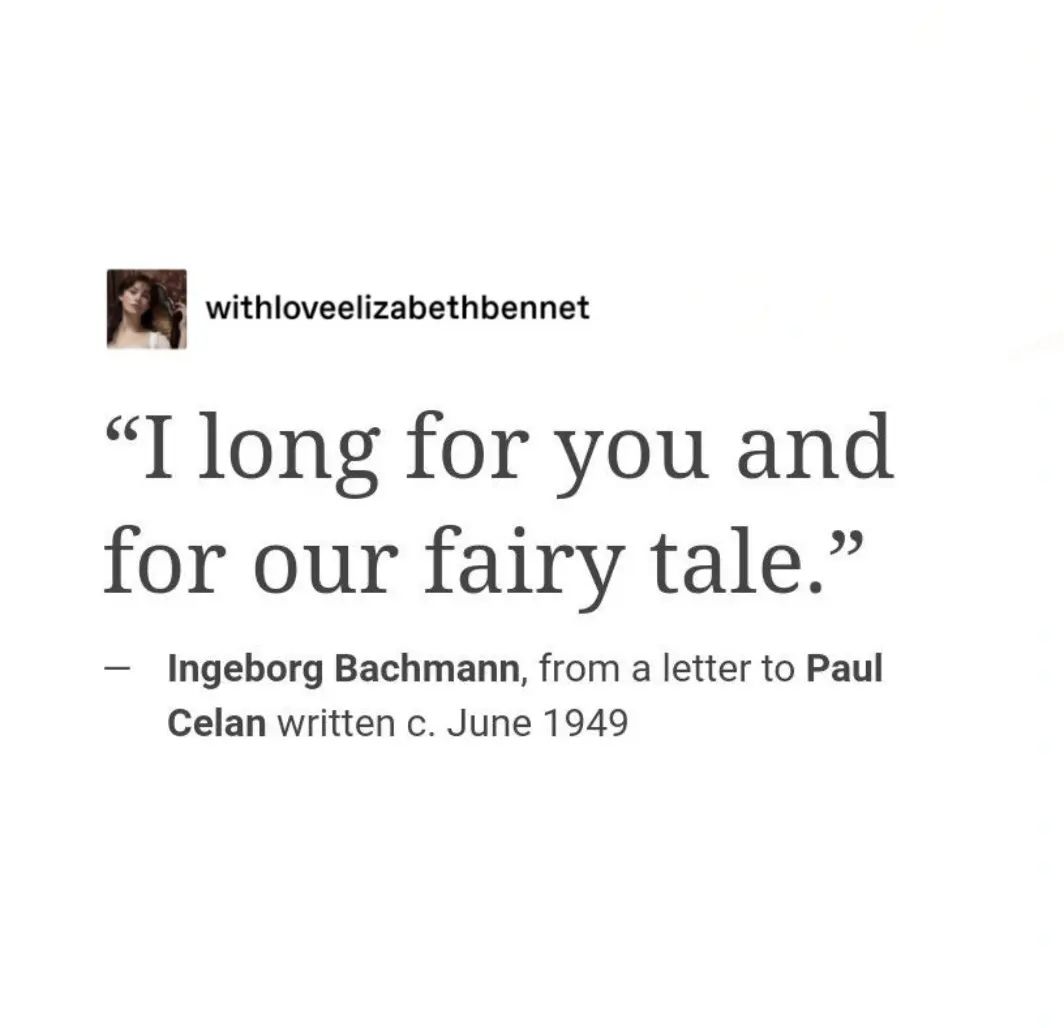 withloveelizabethbennet
“I long for you and
for our fairy tale.”
— Ingeborg Bachmann, from a letter to Paul
Celan written c. June 1949